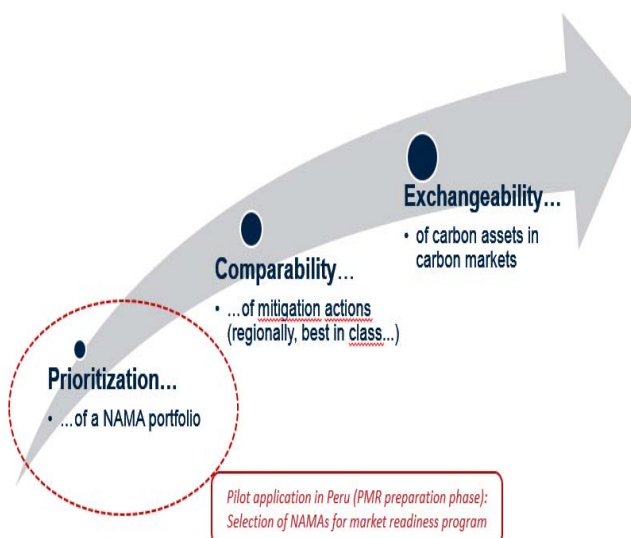 Exchangeability...
• of carbon assets in
carbon markets
Comparability...
• ...of mitigation actions
(regionally, best in class...)
Prioritization...
• ...of a NAMA portfolio
Pilot application in Peru (PMR preparation phase):
Selection of NAMAs for market readiness program